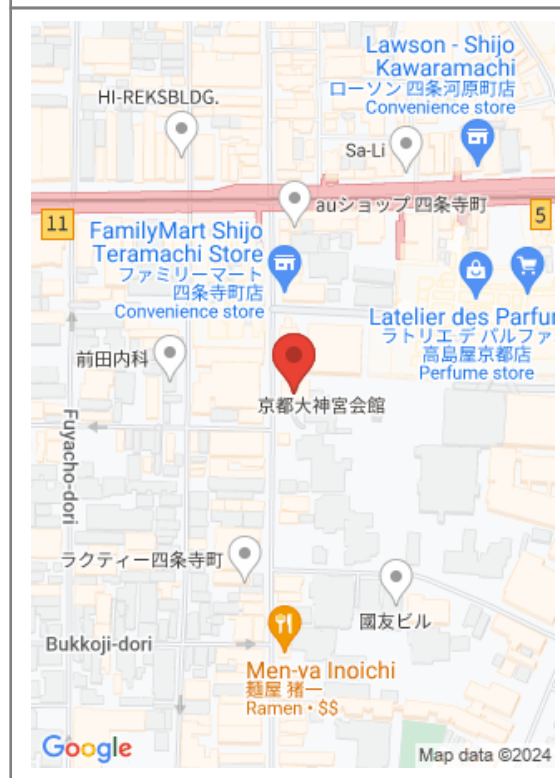 Lawson - Shijo
Kawaramachi
ローソン 四条河原町店
Convenience store
HI-REKSBLDG.
Sa-Li
auショップ 四条寺町
11
5
FamilyMart Shijo
Teramachi Store
ファミリーマート
四条寺町店
Convenience store
Latelier des Parfum
ラトリエ デ パルファ
高島屋京都店
Perfume store
前田内科
京都大神宮会館
Fuyacho-dori
ラクティー四条寺町
國友ビル
Bukkoji-dori
Men-ya Inoichi
麺屋 猪一
Ramen • $$
Google
Map data ©2024